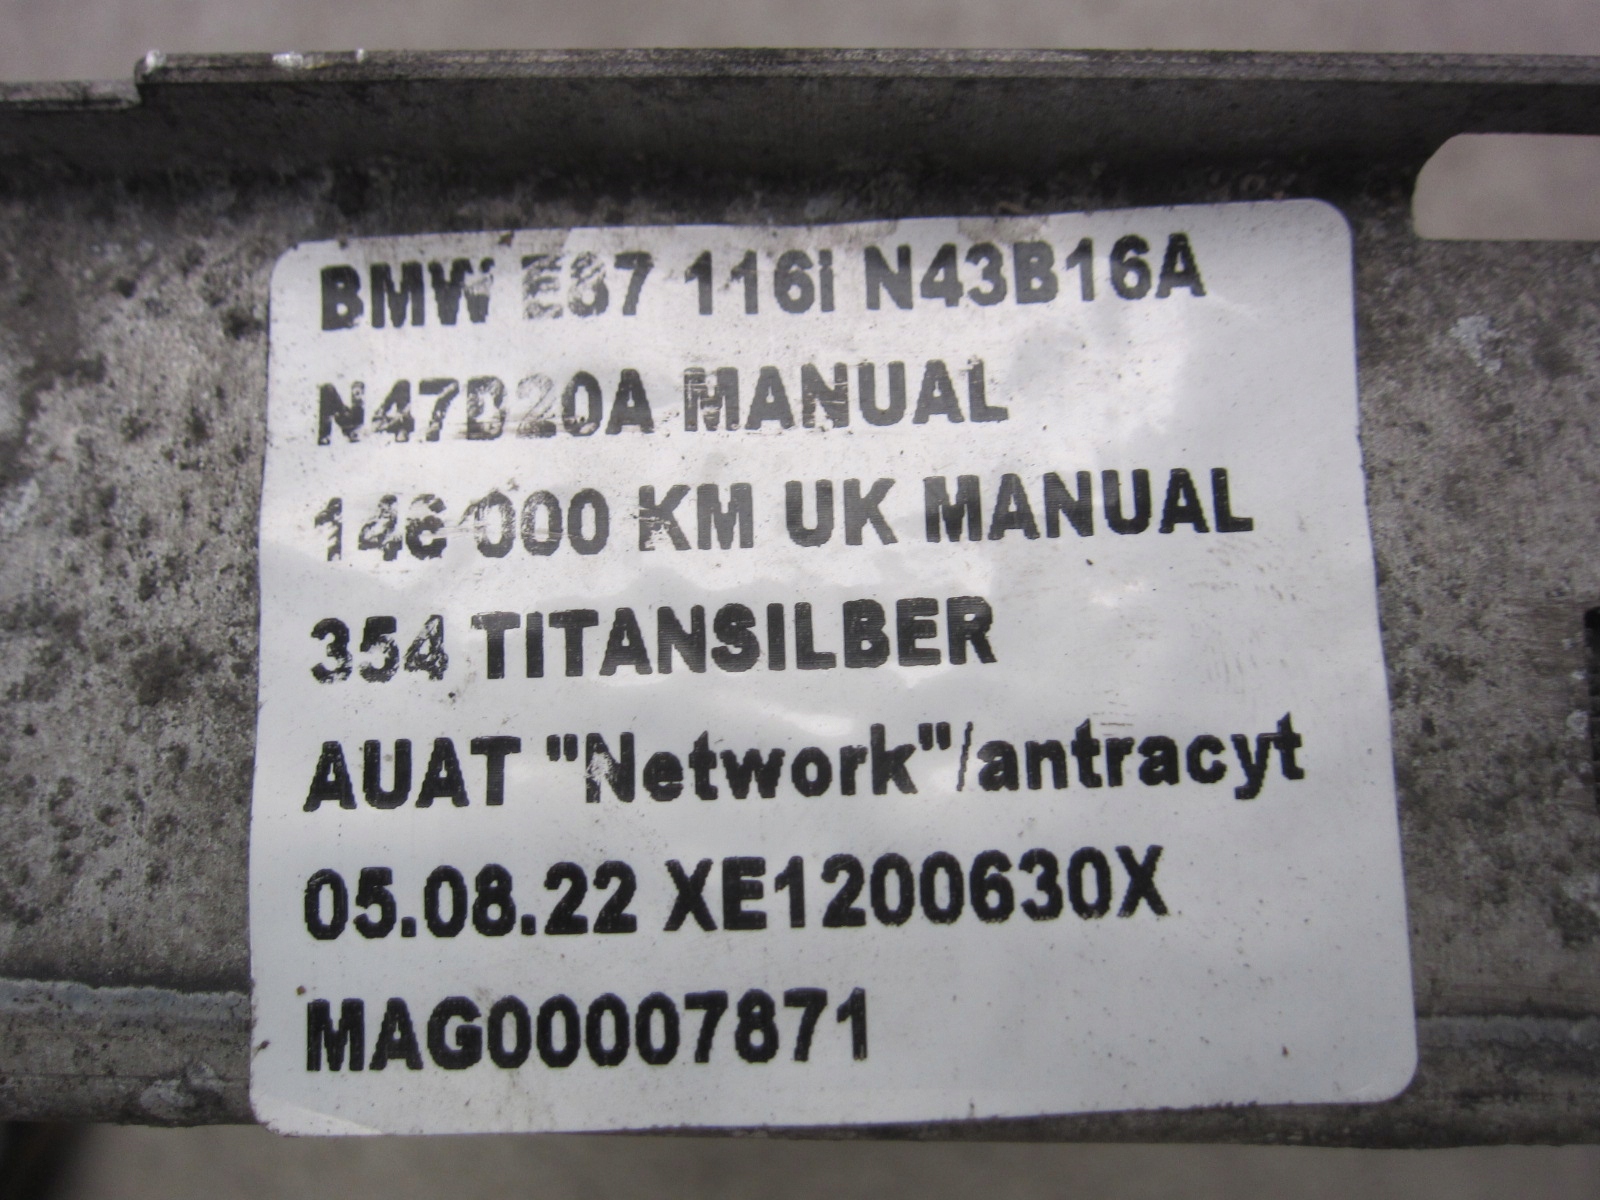 BMW E87 116i N43B16A
N47B20A MANUAL
146 000 KM UK MANUAL
354 TITANSILBER
AUAT "Network"/antracyt
05.08.22 XE1200630X
MAG00007871